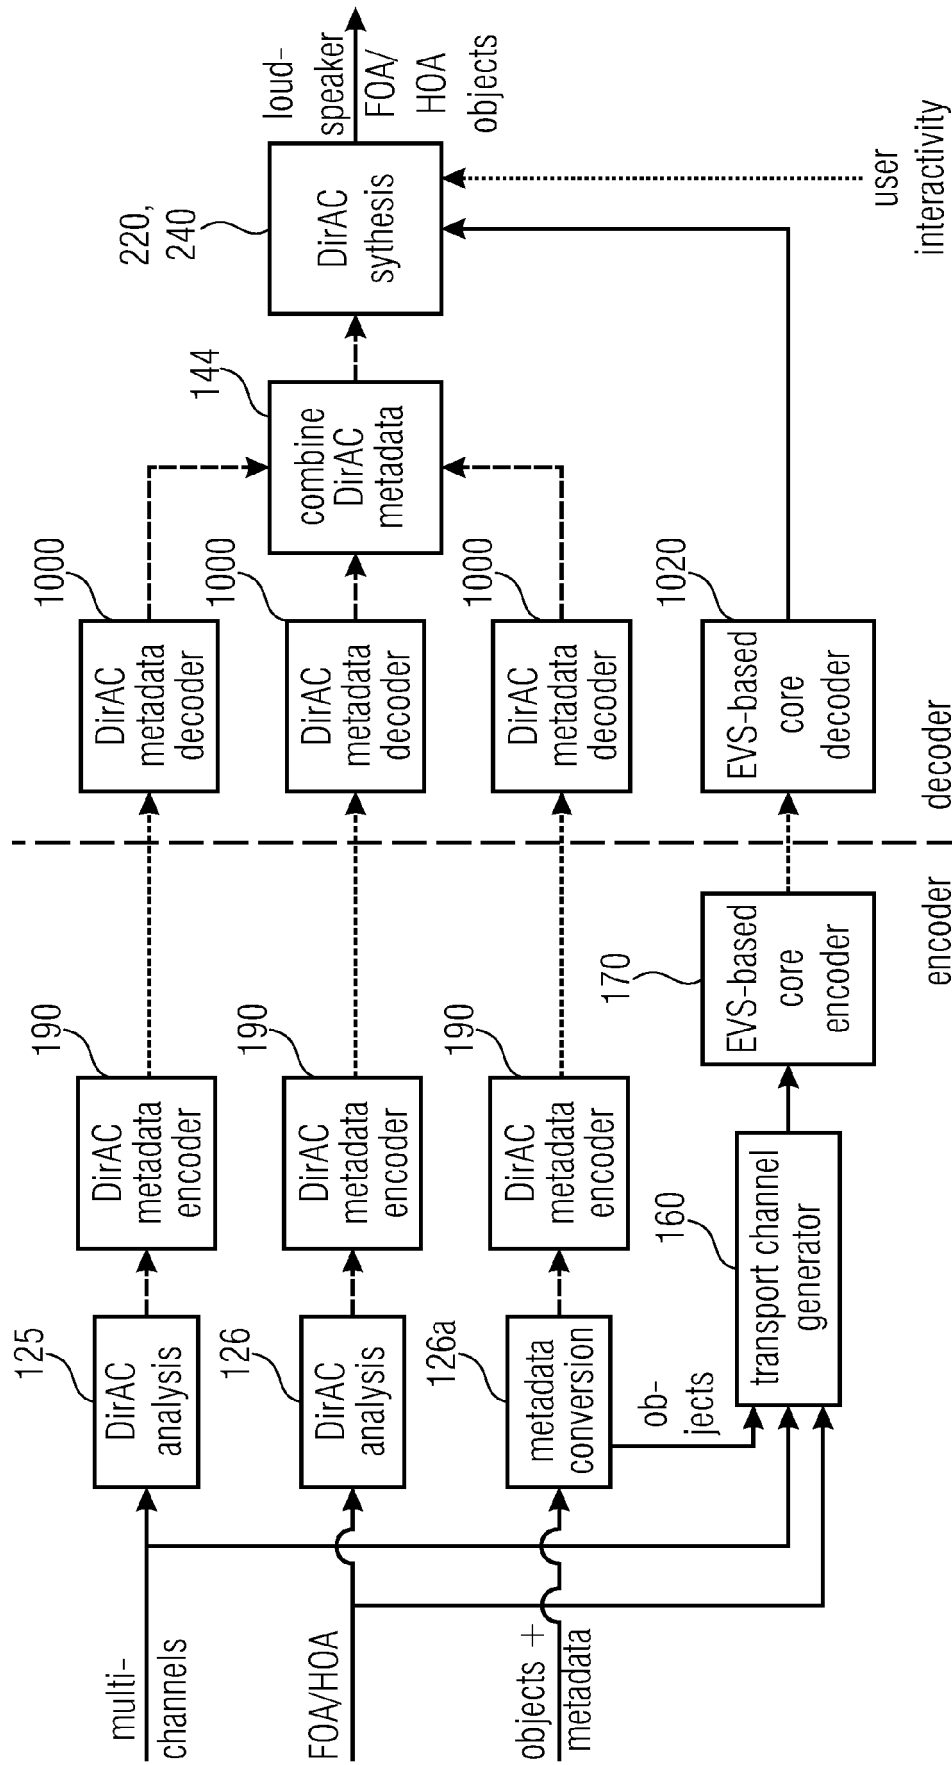 multi-
channels
FOA/HOA
objects +
metadata
125
DirAC
analysis
126
DirAC
analysis
126a
metadata
conversion
ob-
jects
190
DirAC
metadata
encoder
190
DirAC
metadata
encoder
190
DirAC
metadata
encoder
160
transport channel
generator
170
EVS-based
core
encoder
encoder
decoder
1000
DirAC
metadata
decoder
1000
DirAC
metadata
decoder
1000
DirAC
metadata
decoder
1020
EVS-based
core
decoder
144
combine
DirAC
metadata
220,
240
DirAC
sythesis
loud-
speaker
FOA/
HOA
objects
user
interactivity